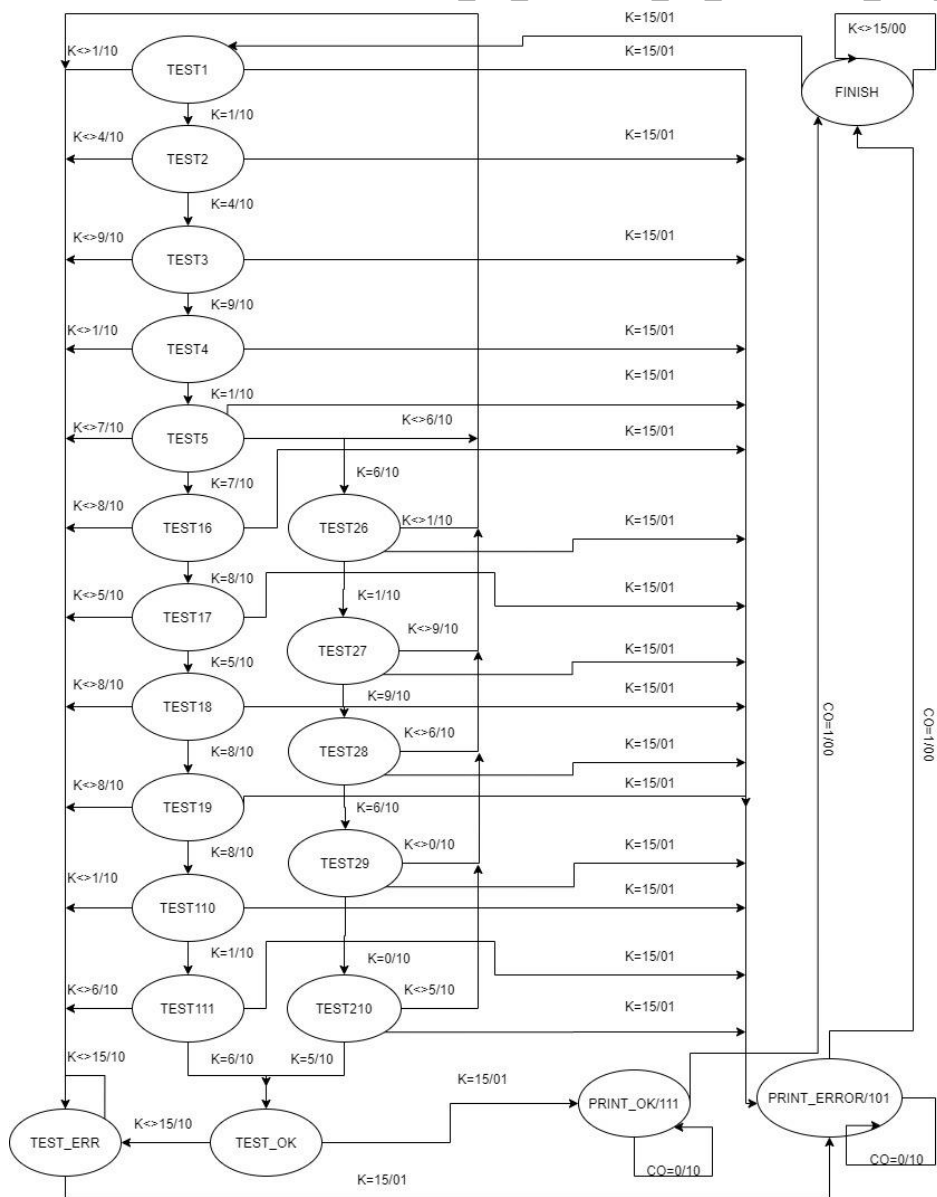 K=15/01
K<>15/00
K<>1/10
TEST1
K=15/01
FINISH
K=1/10
K<>4/10
TEST2
K=15/01
K=4/10
K<>9/10
TEST3
K=15/01
K=9/10
K<>1/10
TEST4
K=15/01
K=1/10
K=15/01
K<>7/10
TEST5
K<>6/10
K=15/01
K=7/10
K=6/10
K<>8/10
TEST16
TEST26
K<>1/10
K=15/01
K=8/10
K=1/10
K=15/01
K<>5/10
TEST17
K<>9/10
TEST27
K=15/01
K=5/10
K<>8/10
TEST18
K=9/10
K=15/01
CO=1/00
CO=1/00
K<>6/10
TEST28
K=15/01
K=8/10
K<>8/10
TEST19
K=6/10
K=15/01
K=8/10
K<>0/10
TEST29
K=15/01
K<>1/10
TEST110
K=15/01
K=1/10
K=0/10
K=15/01
K<>6/10
TEST111
TEST210
K<>5/10
K=15/01
K<>15/10
K=6/10
K=5/10
K=15/01
PRINT_OK/111
PRINT_ERROR/101
TEST_ERR
K<>15/10
TEST_OK
CO=0/10
CO=0/10
K=15/01